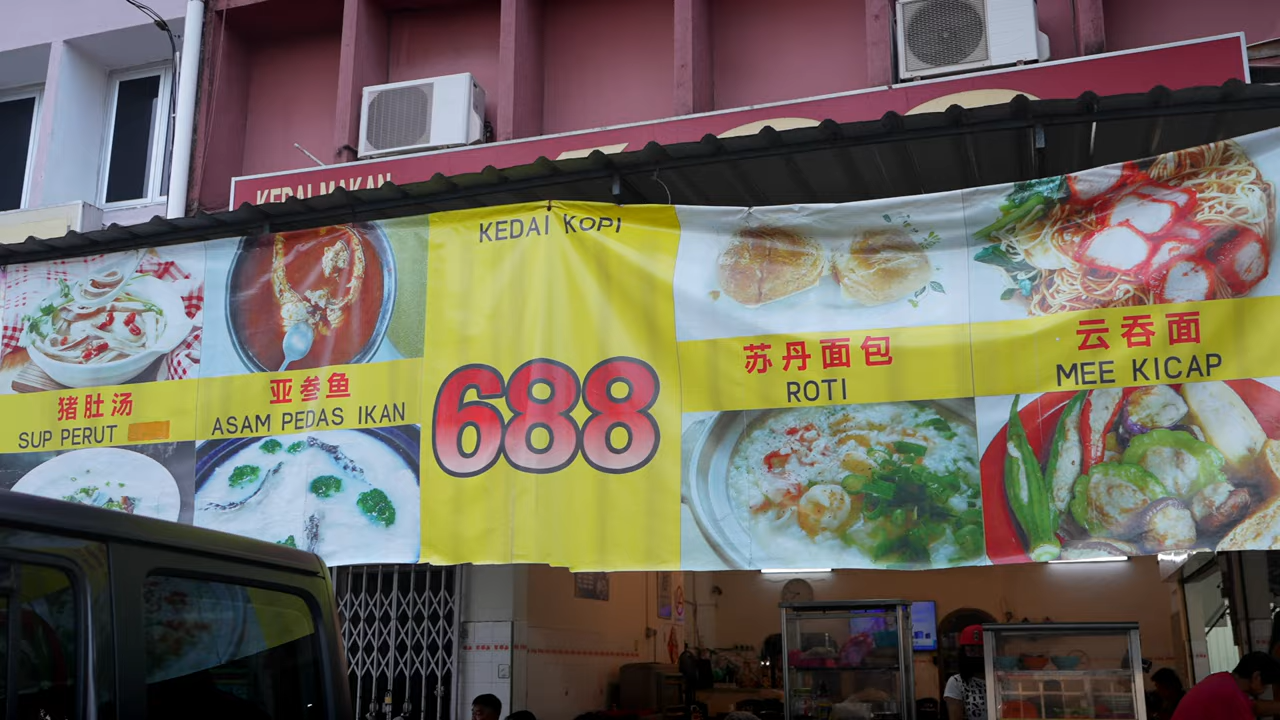 KEDAI MAKAN
KEDAI KOPI
688
猪肚汤
SUP PERUT
亚叁鱼
ASAM PEDAS IKAN
苏丹面包
ROTI
云吞面
MEE KICAP